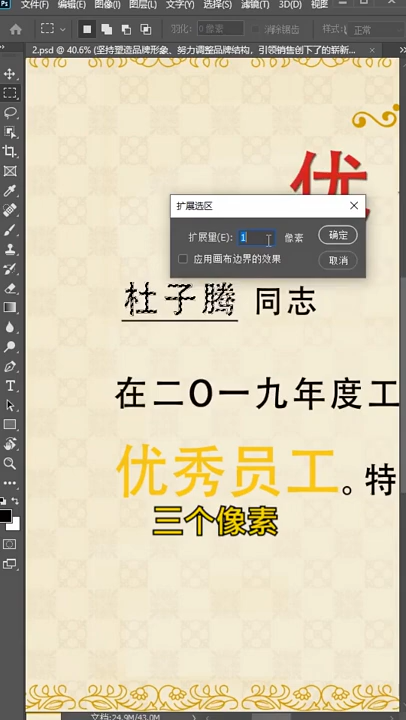 Ps 文件(F) 编辑(E) 图像(I) 图层(L) 文字(Y) 选择(S) 滤镜(T) 3D(D) 视图
羽化: 0 像素 消除锯齿 样式: 正常
2.psd @ 40.6% (坚持塑造品牌形象、努力调整品牌结构，引领销售创下了的崭新... ×
优
扩展选区
扩展量(E): 1 像素 确定
应用画布边界的效果 取消
杜子腾 同志
在二〇一九年度工
优秀员工。特
三个像素
文档:24.9M/43.0M